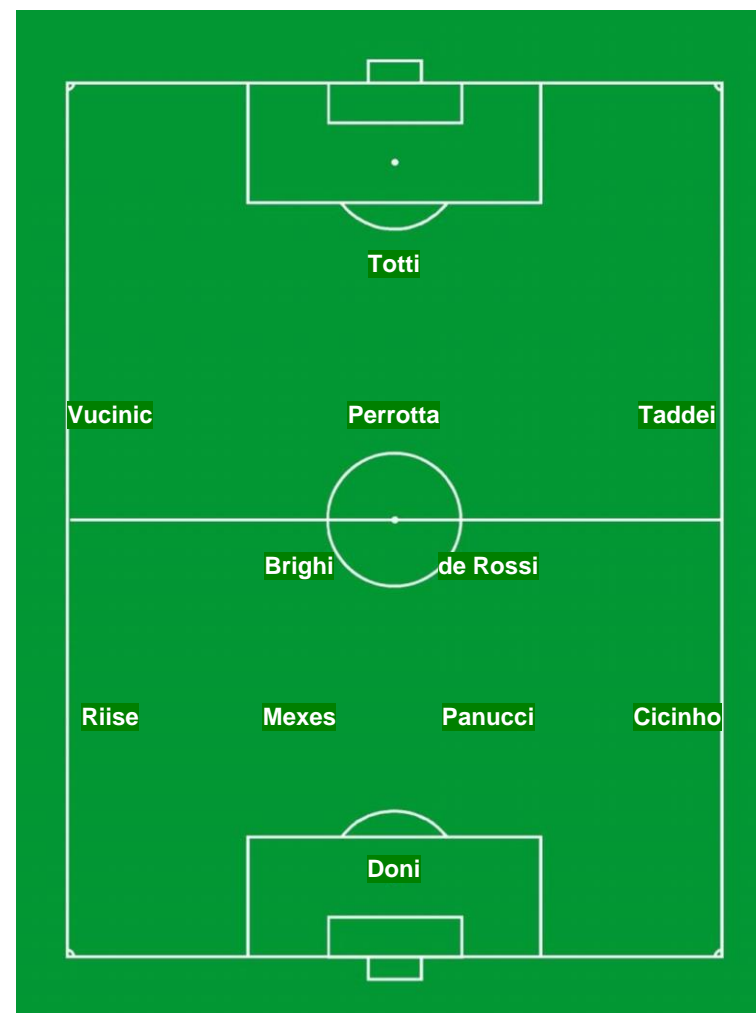 Totti
Vucinic Perrotta Taddei
Brighi de Rossi
Riise Mexes Panucci Cicinho
Doni